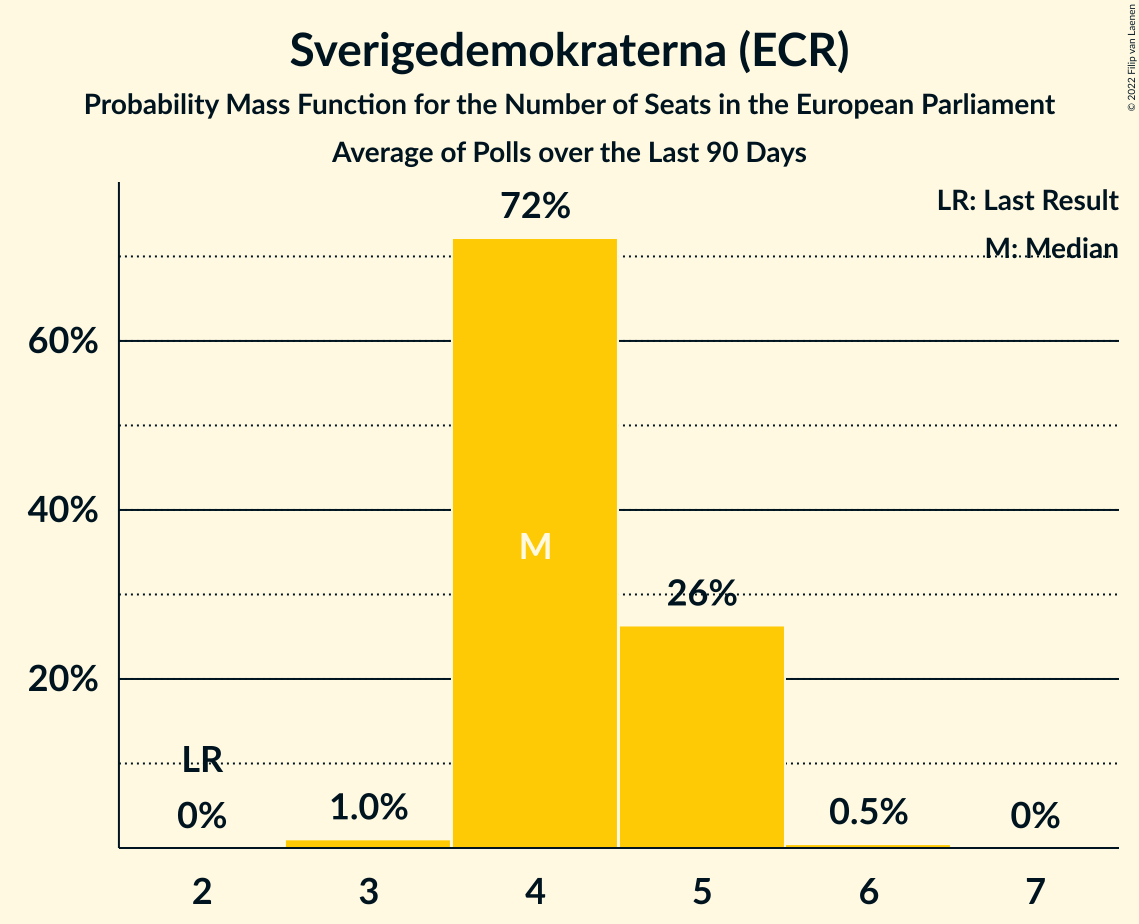 Sverigedemokraterna (ECR)
Probability Mass Function for the Number of Seats in the European Parliament
Average of Polls over the Last 90 Days
© 2022 Filip van Laenen
LR: Last Result
M: Median
72%
60%
40%
M
26%
20%
LR
0%
1.0%
0.5%
0%
2 3 4 5 6 7